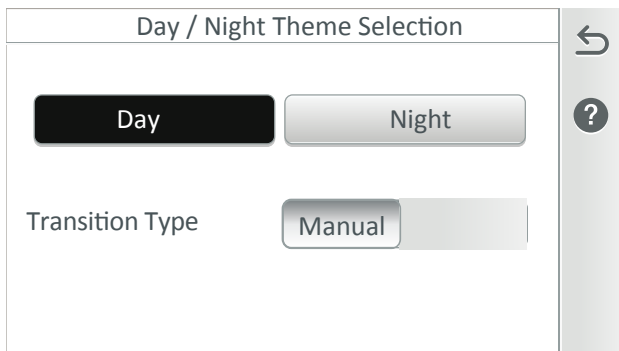 Day / Night Theme Selection
Day
Night
?
Transition Type
Manual